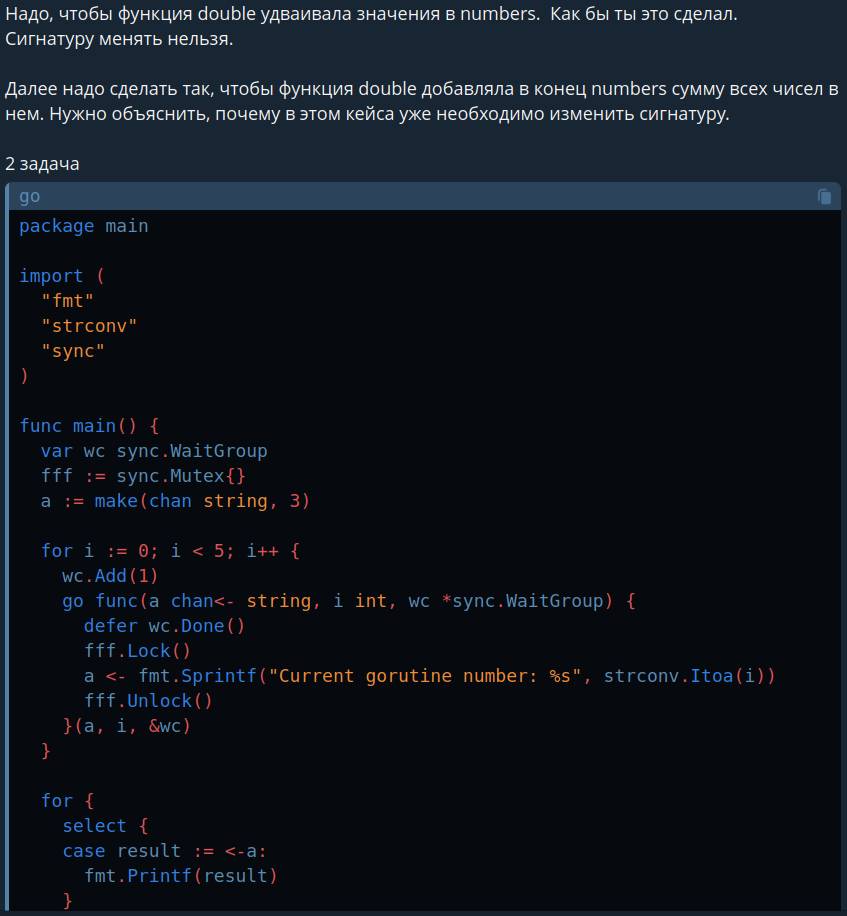 Надо, чтобы функция double удваивала значения в numbers.  Как бы ты это сделал.
Сигнатуру менять нельзя.

Далее надо сделать так, чтобы функция double добавляла в конец numbers сумму всех чисел в
нем. Нужно объяснить, почему в этом кейса уже необходимо изменить сигнатуру.

2 задача
go
package main

import (
  "fmt"
  "strconv"
  "sync"
)

func main() {
  var wc sync.WaitGroup
  fff := sync.Mutex{}
  a := make(chan string, 3)

  for i := 0; i < 5; i++ {
    wc.Add(1)
    go func(a chan<- string, i int, wc *sync.WaitGroup) {
      defer wc.Done()
      fff.Lock()
      a <- fmt.Sprintf("Current gorutine number: %s", strconv.Itoa(i))
      fff.Unlock()
    }(a, i, &wc)
  }

  for {
    select {
    case result := <-a:
      fmt.Printf(result)
    }